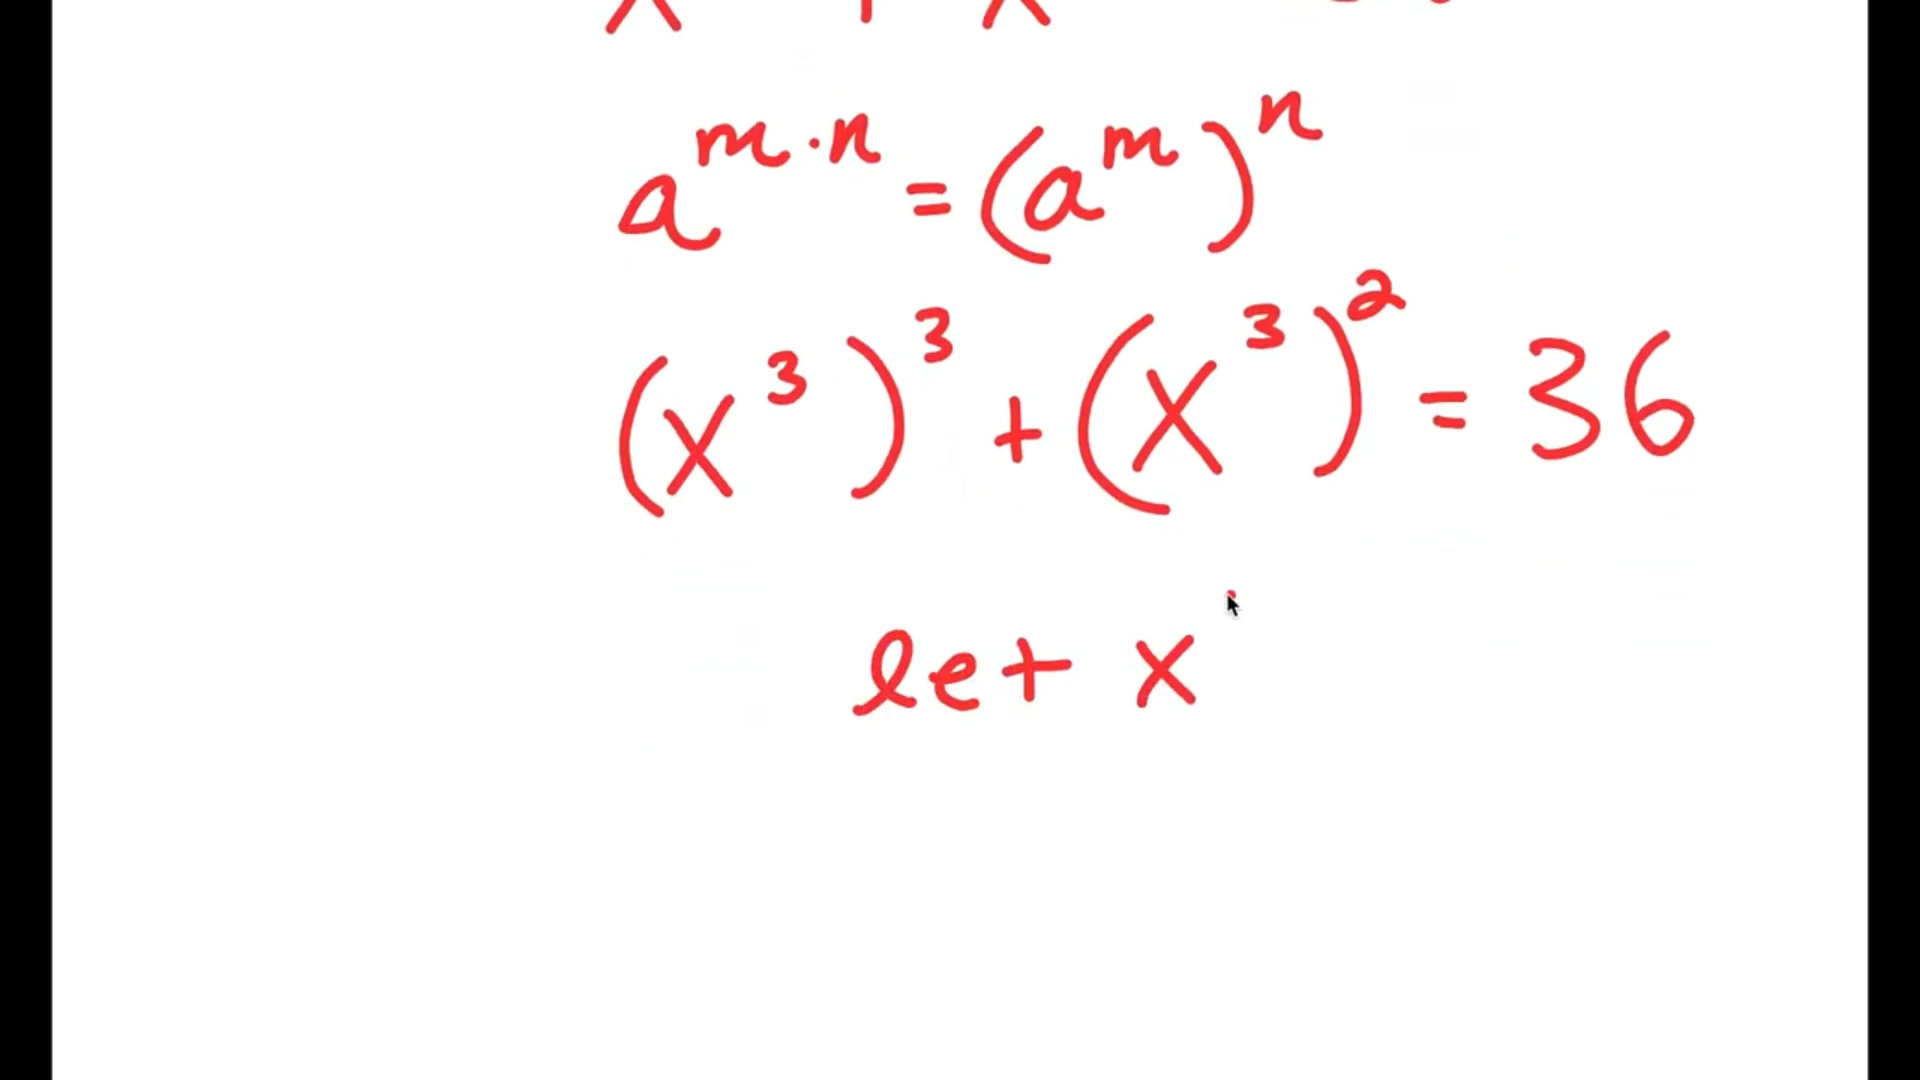 a^{m·n} = (a^m)^n
(x^3)^3 + (x^3)^2 = 36
let x